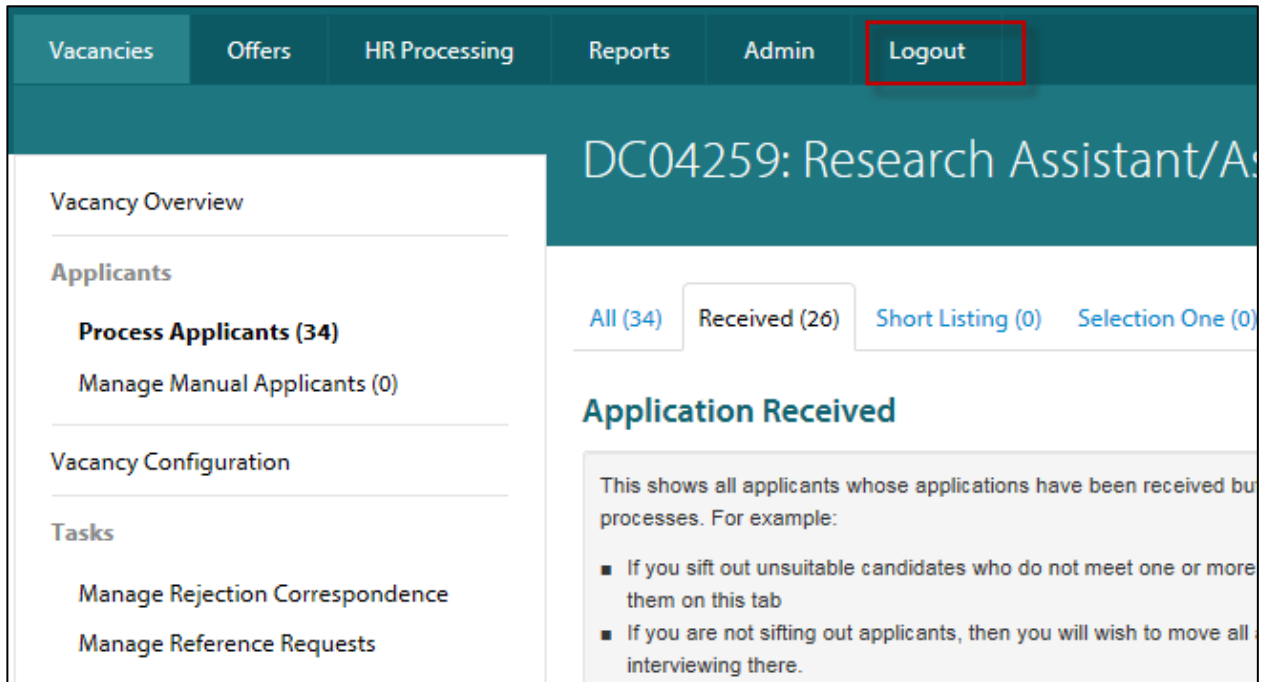 Vacancies Offers HR Processing Reports Admin Logout
DC04259: Research Assistant/As
Vacancy Overview
Applicants
Process Applicants (34)
Manage Manual Applicants (0)
Vacancy Configuration
Tasks
Manage Rejection Correspondence
Manage Reference Requests
All (34) Received (26) Short Listing (0) Selection One (0)
Application Received
This shows all applicants whose applications have been received but
processes. For example:
■ If you sift out unsuitable candidates who do not meet one or more
them on this tab
■ If you are not sifting out applicants, then you will wish to move all
interviewing there.